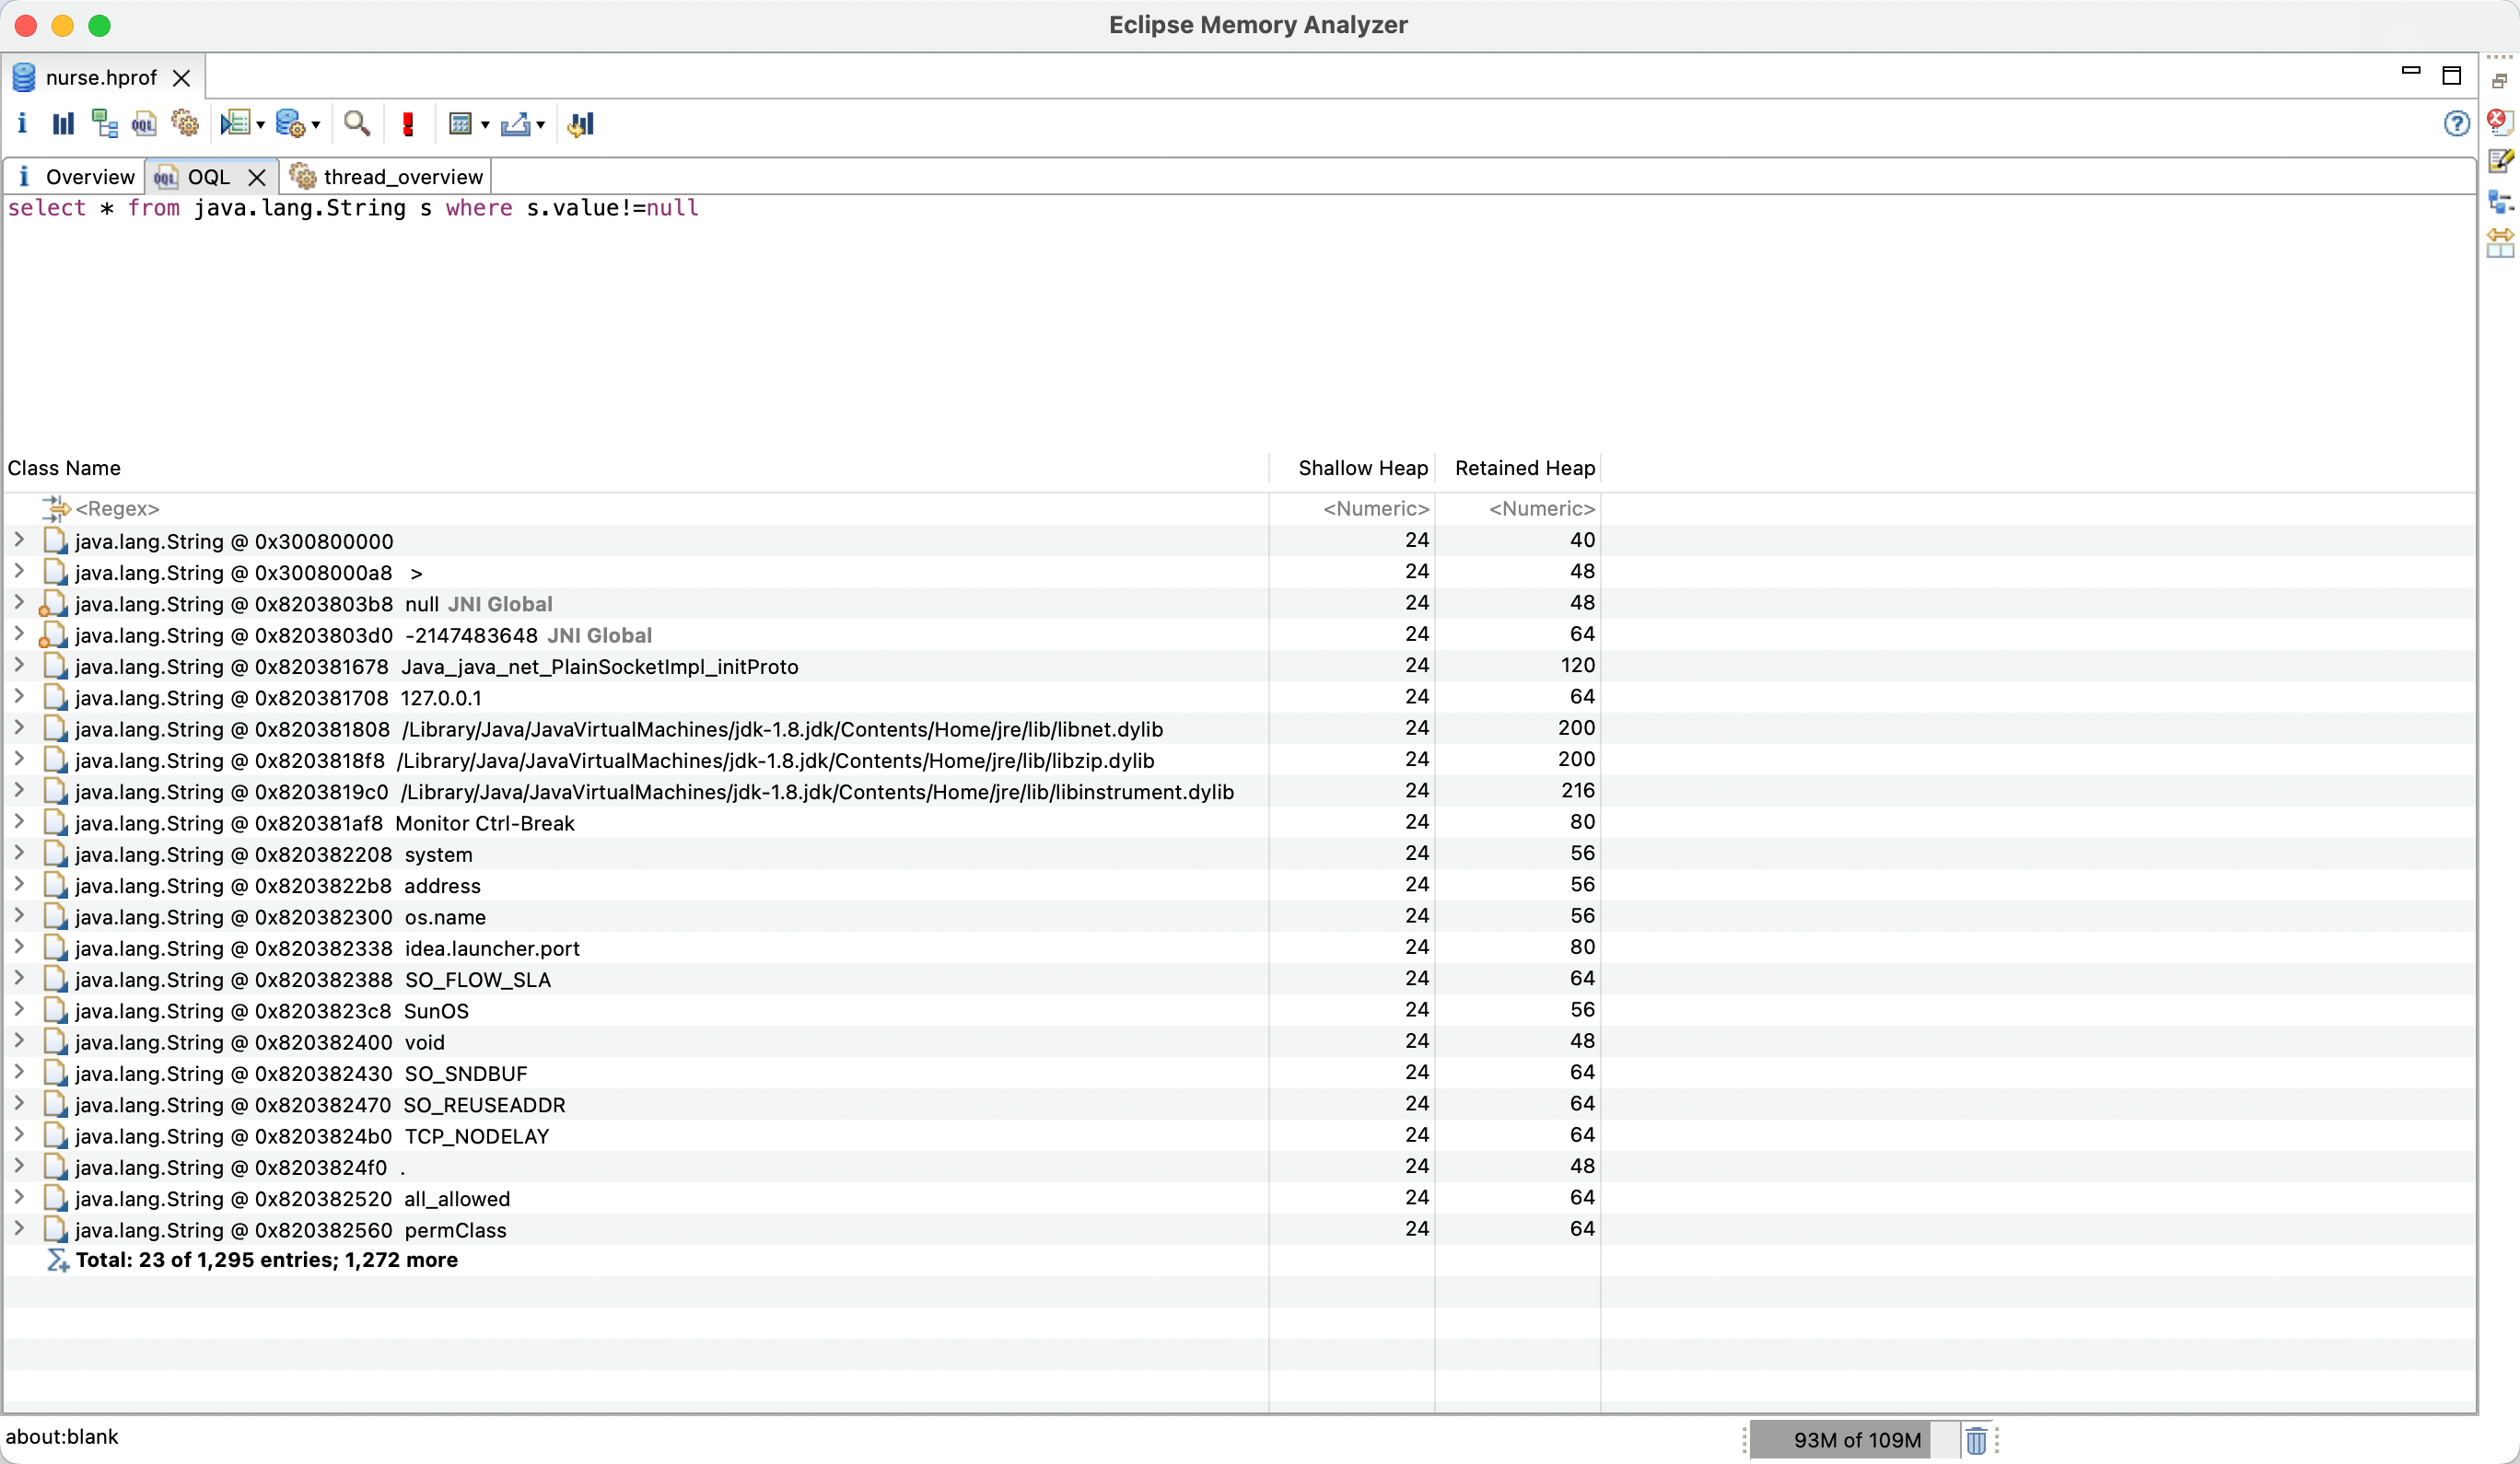 Eclipse Memory Analyzer
nurse.hprof
Overview OQL thread_overview
select * from java.lang.String s where s.value!=null
Class Name Shallow Heap Retained Heap
<Regex> <Numeric> <Numeric>
java.lang.String @ 0x300800000 24 40
java.lang.String @ 0x3008000a8 > 24 48
java.lang.String @ 0x8203803b8 null JNI Global 24 48
java.lang.String @ 0x8203803d0 -2147483648 JNI Global 24 64
java.lang.String @ 0x820381678 Java_java_net_PlainSocketImpl_initProto 24 120
java.lang.String @ 0x820381708 127.0.0.1 24 64
java.lang.String @ 0x820381808 /Library/Java/JavaVirtualMachines/jdk-1.8.jdk/Contents/Home/jre/lib/libnet.dylib 24 200
java.lang.String @ 0x8203818f8 /Library/Java/JavaVirtualMachines/jdk-1.8.jdk/Contents/Home/jre/lib/libzip.dylib 24 200
java.lang.String @ 0x8203819c0 /Library/Java/JavaVirtualMachines/jdk-1.8.jdk/Contents/Home/jre/lib/libinstrument.dylib 24 216
java.lang.String @ 0x820381af8 Monitor Ctrl-Break 24 80
java.lang.String @ 0x820382208 system 24 56
java.lang.String @ 0x8203822b8 address 24 56
java.lang.String @ 0x820382300 os.name 24 56
java.lang.String @ 0x820382338 idea.launcher.port 24 80
java.lang.String @ 0x820382388 SO_FLOW_SLA 24 64
java.lang.String @ 0x8203823c8 SunOS 24 56
java.lang.String @ 0x820382400 void 24 48
java.lang.String @ 0x820382430 SO_SNDBUF 24 64
java.lang.String @ 0x820382470 SO_REUSEADDR 24 64
java.lang.String @ 0x8203824b0 TCP_NODELAY 24 64
java.lang.String @ 0x8203824f0 . 24 48
java.lang.String @ 0x820382520 all_allowed 24 64
java.lang.String @ 0x820382560 permClass 24 64
Total: 23 of 1,295 entries; 1,272 more
about:blank 93M of 109M